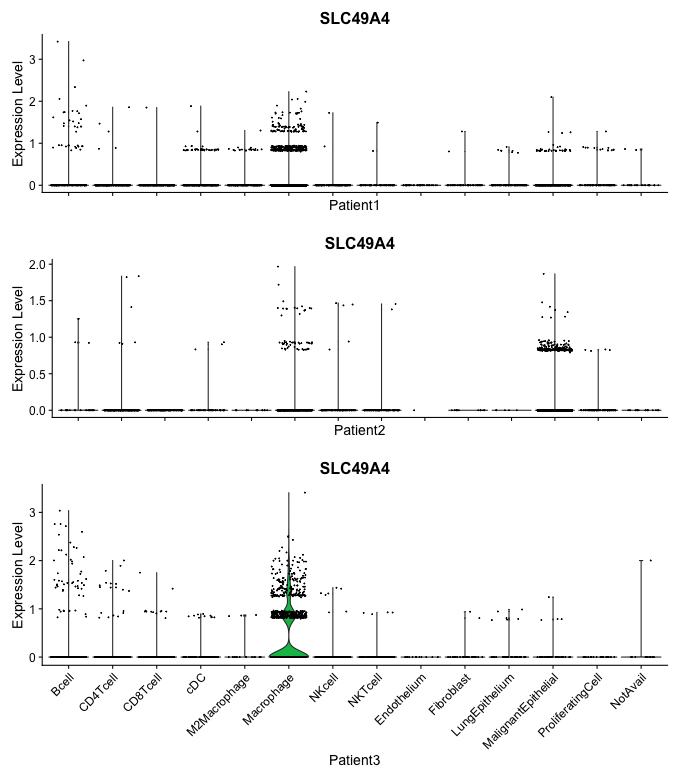 SLC49A4
Expression Level
3
2
1
0
Patient1
SLC49A4
Expression Level
2.0
1.5
1.0
0.5
0.0
Patient2
SLC49A4
Expression Level
3
2
1
0
Bcell
CD4Tcell
CD8Tcell
cDC
M2Macrophage
Macrophage
NKcell
NKTcell
Endothelium
Fibroblast
LungEpithelium
MalignantEpithelial
ProliferatingCell
NotAvail
Patient3